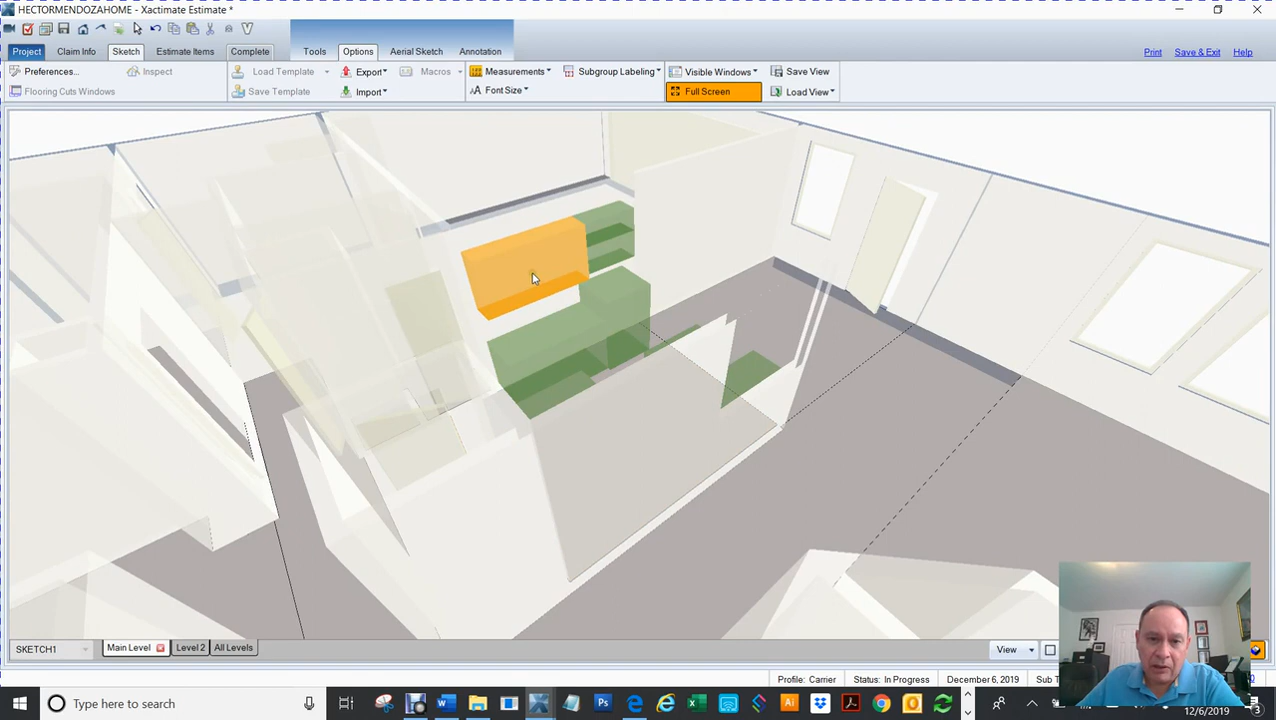 HECTORMENDOZAHOME - Xactimate Estimate *
Project Claim Info Sketch Estimate Items Complete Tools Options Aerial Sketch Annotation Print Save & Exit Help
Preferences... Inspect Load Template Export Macros Measurements Subgroup Labeling Visible Windows Save View
Flooring Cuts Windows Save Template Import Font Size Full Screen Load View
SKETCH1 Main Level Level 2 All Levels View
Profile: Carrier Status: In Progress December 6, 2019 Sub T
Type here to search
12/6/2019